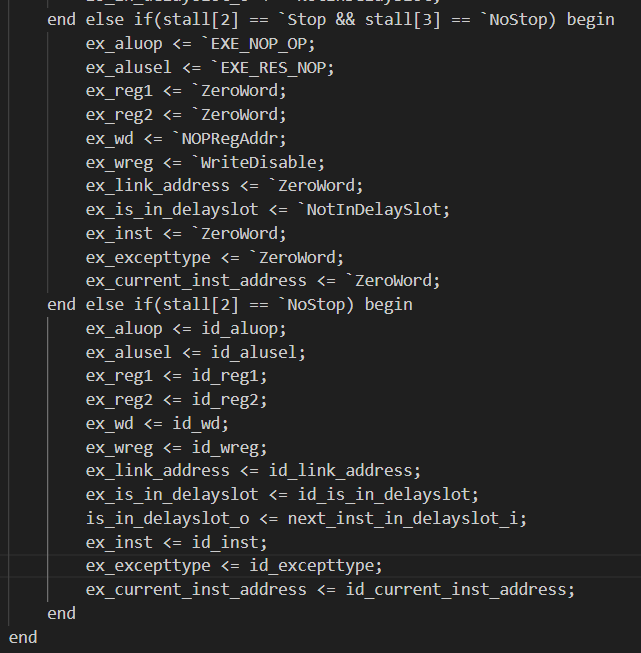 end else if(stall[2] == `Stop && stall[3] == `NoStop) begin
ex_aluop <= `EXE_NOP_OP;
ex_alusel <= `EXE_RES_NOP;
ex_reg1 <= `ZeroWord;
ex_reg2 <= `ZeroWord;
ex_wd <= `NOPRegAddr;
ex_wreg <= `WriteDisable;
ex_link_address <= `ZeroWord;
ex_is_in_delayslot <= `NotInDelaySlot;
ex_inst <= `ZeroWord;
ex_excepttype <= `ZeroWord;
ex_current_inst_address <= `ZeroWord;
end else if(stall[2] == `NoStop) begin
ex_aluop <= id_aluop;
ex_alusel <= id_alusel;
ex_reg1 <= id_reg1;
ex_reg2 <= id_reg2;
ex_wd <= id_wd;
ex_wreg <= id_wreg;
ex_link_address <= id_link_address;
ex_is_in_delayslot <= id_is_in_delayslot;
is_in_delayslot_o <= next_inst_in_delayslot_i;
ex_inst <= id_inst;
ex_excepttype <= id_excepttype;
ex_current_inst_address <= id_current_inst_address;
end
end